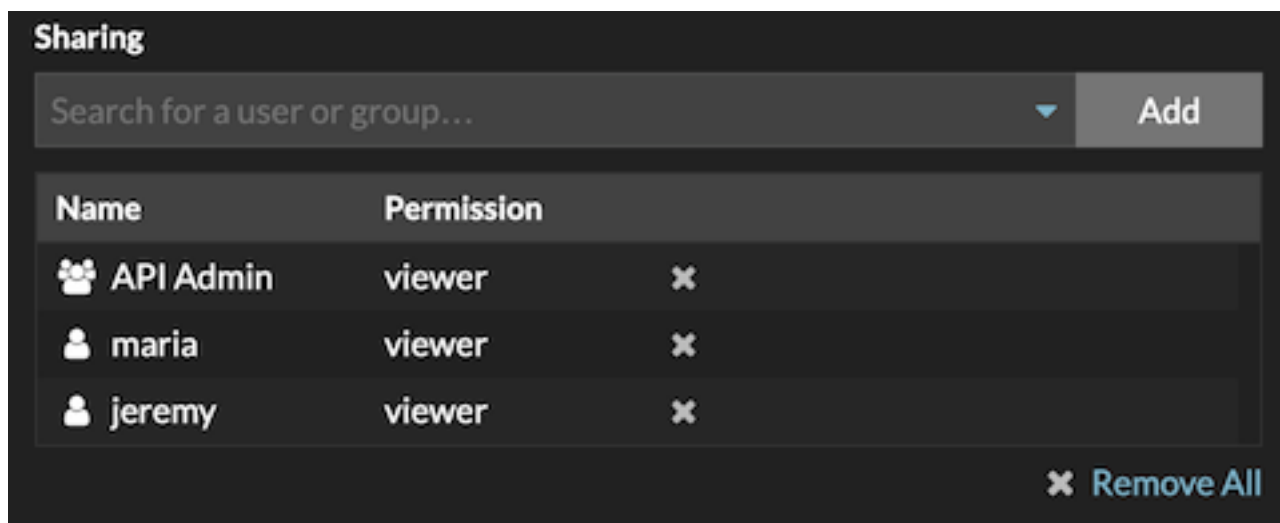 Sharing
Search for a user or group... Add
Name Permission
API Admin viewer
maria viewer
jeremy viewer
Remove All